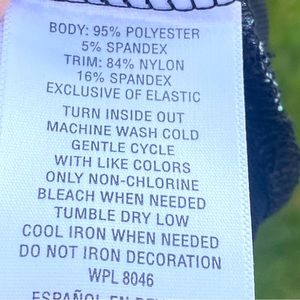 BODY: 95% POLYESTER
5% SPANDEX
TRIM: 84% NYLON
16% SPANDEX
EXCLUSIVE OF ELASTIC
TURN INSIDE OUT
MACHINE WASH COLD
GENTLE CYCLE
WITH LIKE COLORS
ONLY NON-CHLORINE
BLEACH WHEN NEEDED
TUMBLE DRY LOW
COOL IRON WHEN NEEDED
DO NOT IRON DECORATION
WPL 8046
ESPAÑOL EN